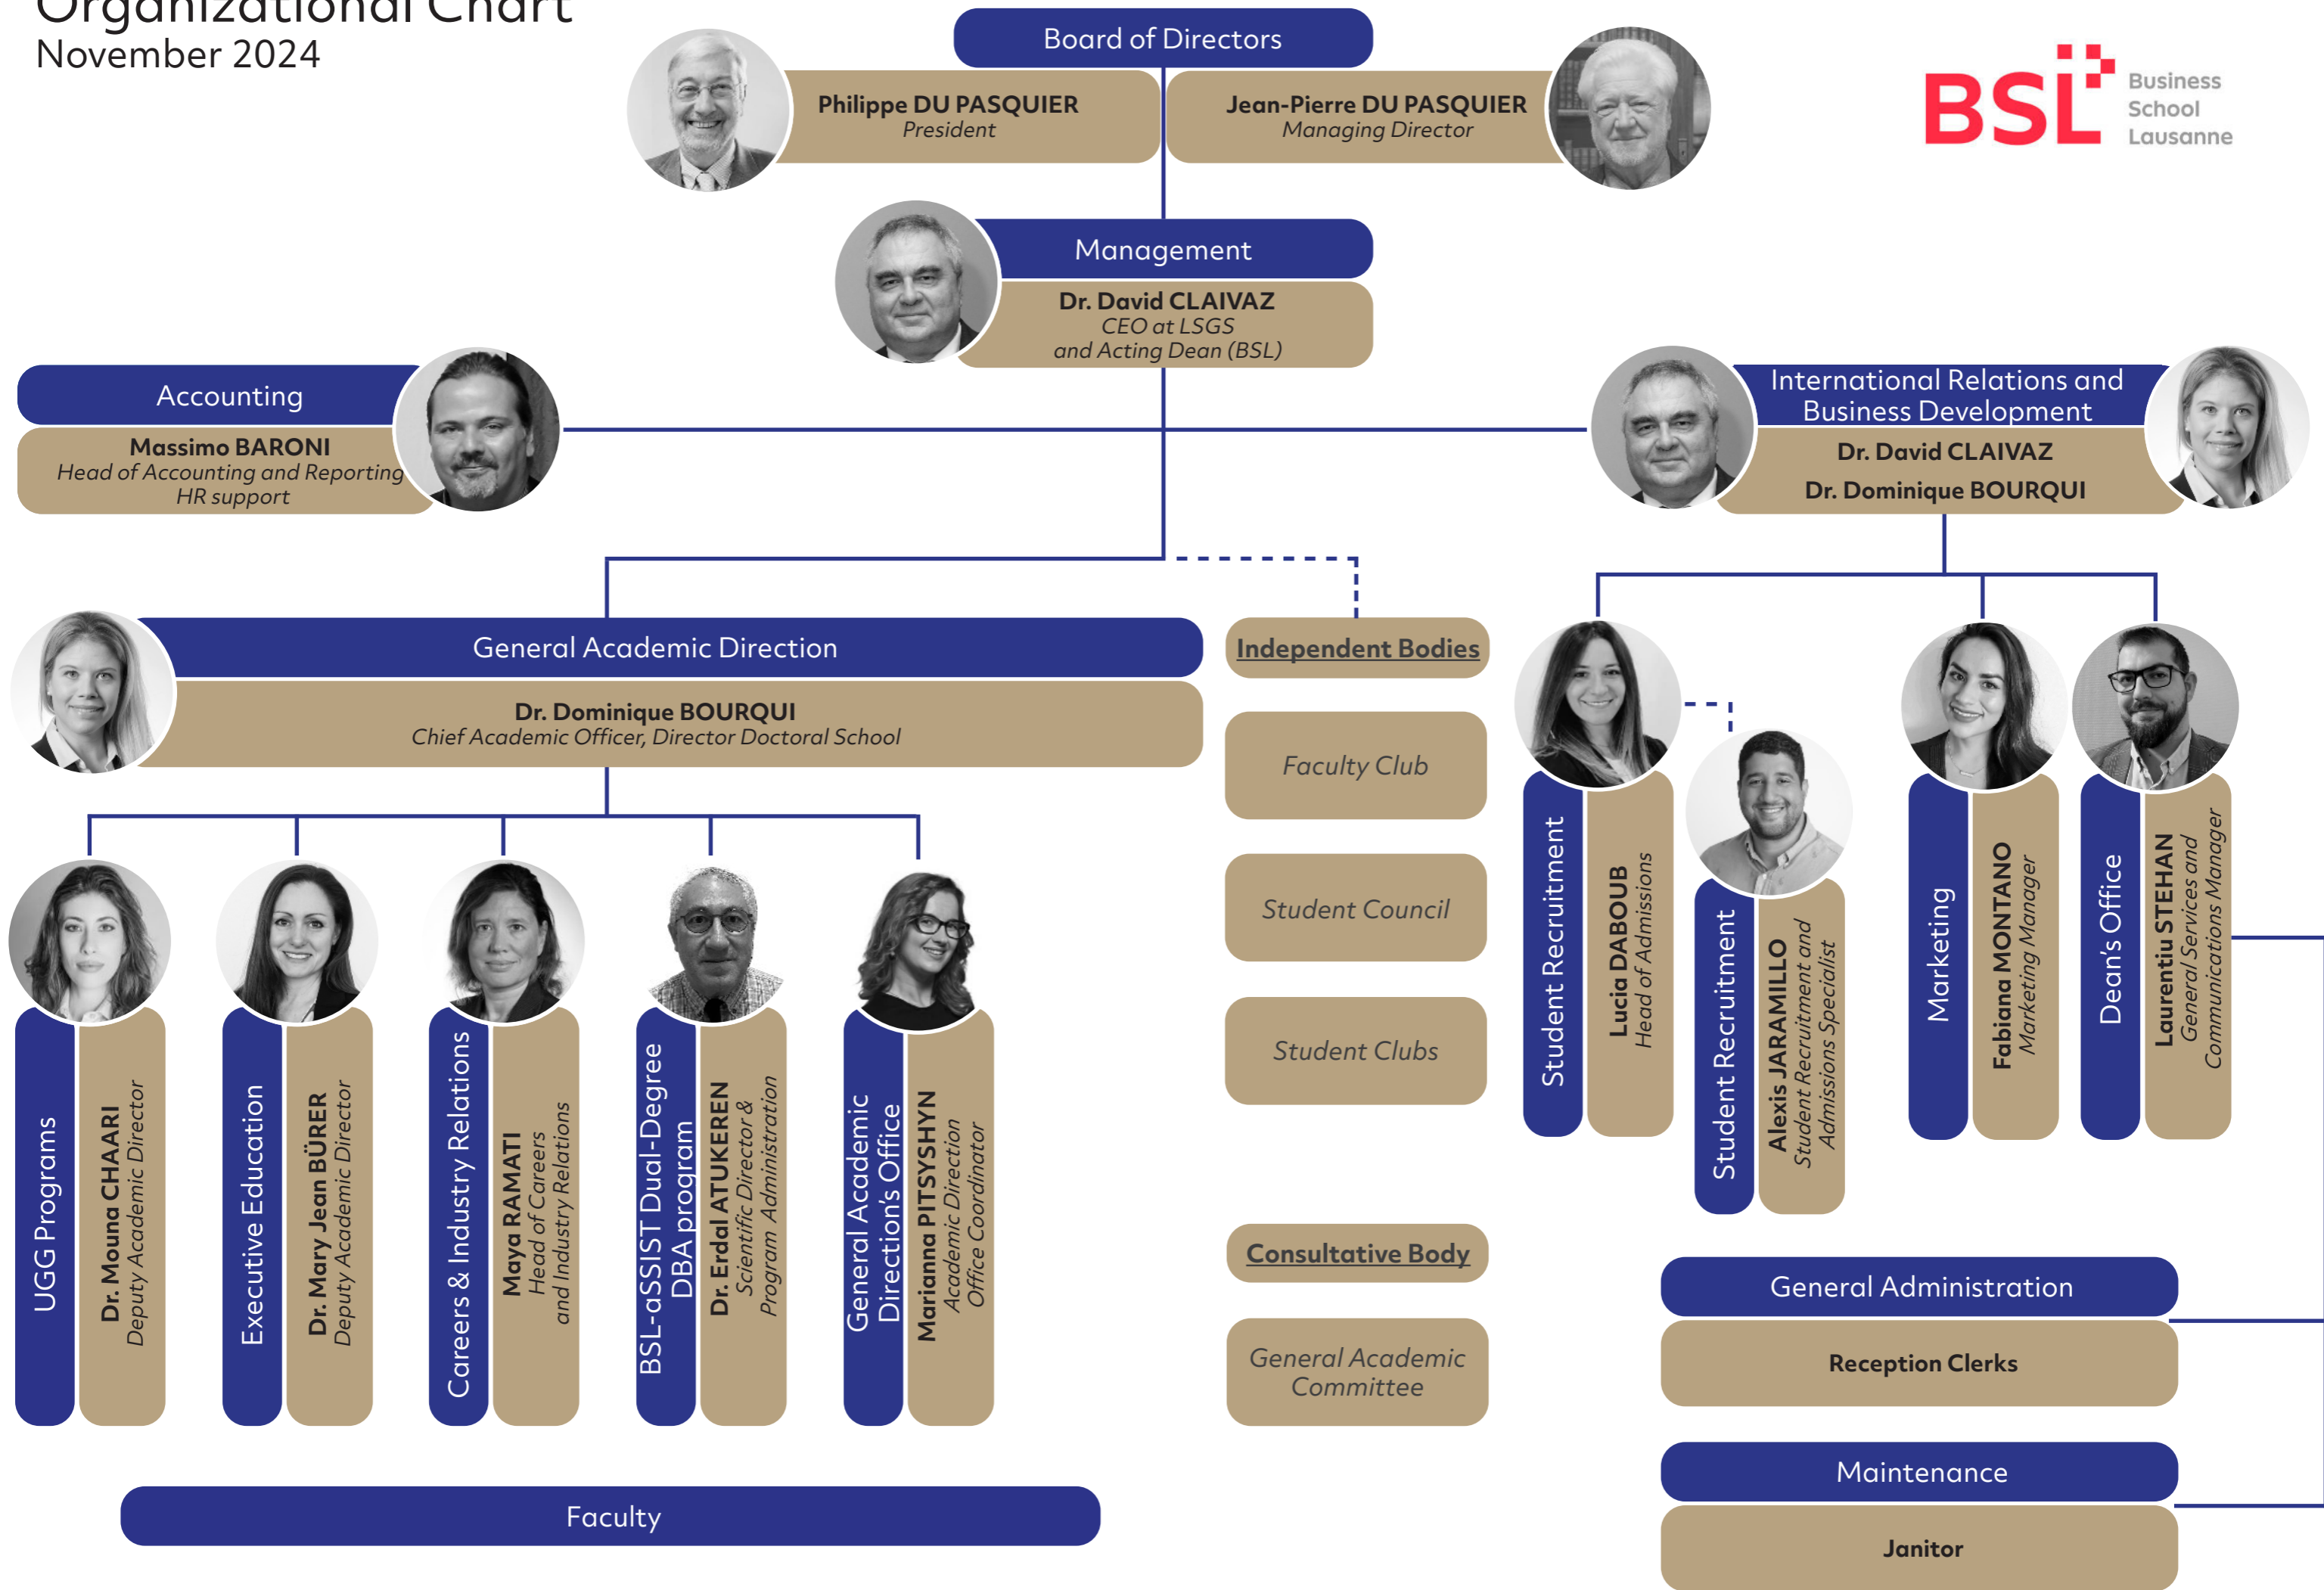 Organizational Chart
November 2024
BSL
Business
School
Lausanne
Board of Directors
Philippe DU PASQUIER
President
Jean-Pierre DU PASQUIER
Managing Director
Management
Dr. David CLAIVAZ
CEO at LSGS
and Acting Dean (BSL)
Accounting
Massimo BARONI
Head of Accounting and Reporting
HR support
International Relations and
Business Development
Dr. David CLAIVAZ
Dr. Dominique BOURQUI
General Academic Direction
Dr. Dominique BOURQUI
Chief Academic Officer, Director Doctoral School
UGG Programs
Dr. Mouna CHAARI
Deputy Academic Director
Executive Education
Dr. Mary Jean BÜRER
Deputy Academic Director
Careers & Industry Relations
Maya RAMATI
Head of Careers
and Industry Relations
BSL-aSSIST Dual-Degree
DBA program
Dr. Erdal ATUKEREN
Scientific Director &
Program Administration
General Academic
Direction's Office
Marianna PITSYSHYN
Academic Direction
Office Coordinator
Faculty
Independent Bodies
Faculty Club
Student Council
Student Clubs
Consultative Body
General Academic
Committee
Student Recruitment
Lucia DABOUB
Head of Admissions
Student Recruitment
Alexis JARAMILLO
Student Recruitment and
Admissions Specialist
Marketing
Fabiana MONTANO
Marketing Manager
Dean's Office
Laurentiu STEHAN
General Services and
Communications Manager
General Administration
Reception Clerks
Maintenance
Janitor